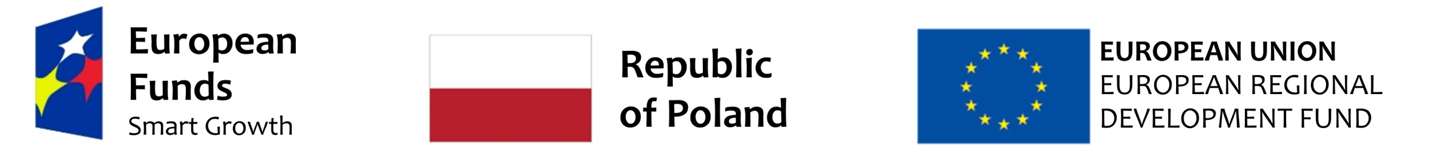 European
Funds
Smart Growth
Republic
of Poland
EUROPEAN UNION
EUROPEAN REGIONAL
DEVELOPMENT FUND